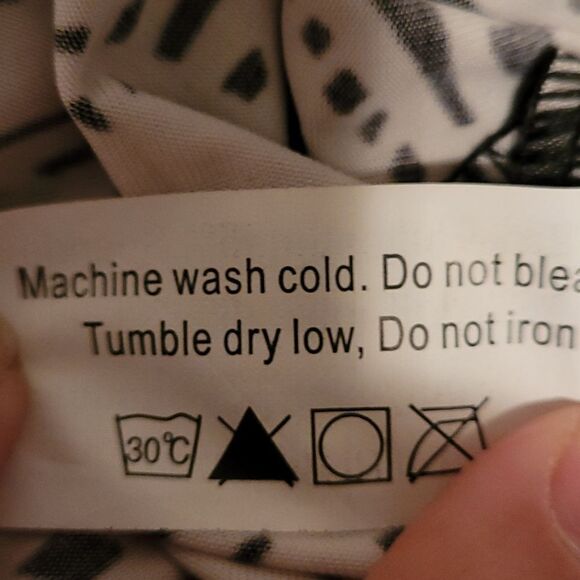 Machine wash cold. Do not blea
Tumble dry low, Do not iron
30°C